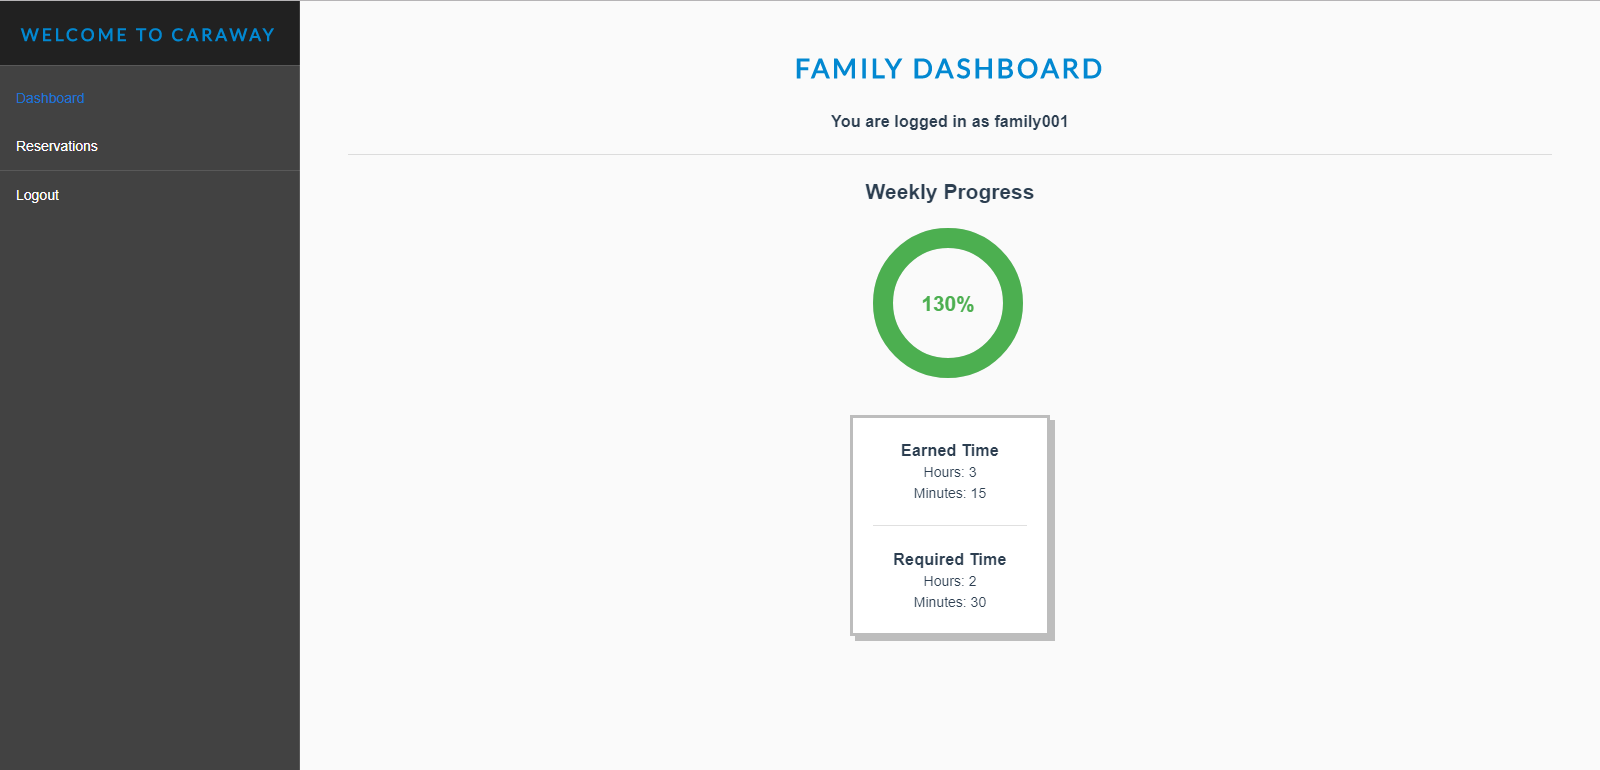 WELCOME TO CARAWAY
Dashboard
Reservations
Logout
FAMILY DASHBOARD
You are logged in as family001
Weekly Progress
130%
Earned Time
Hours: 3
Minutes: 15
Required Time
Hours: 2
Minutes: 30